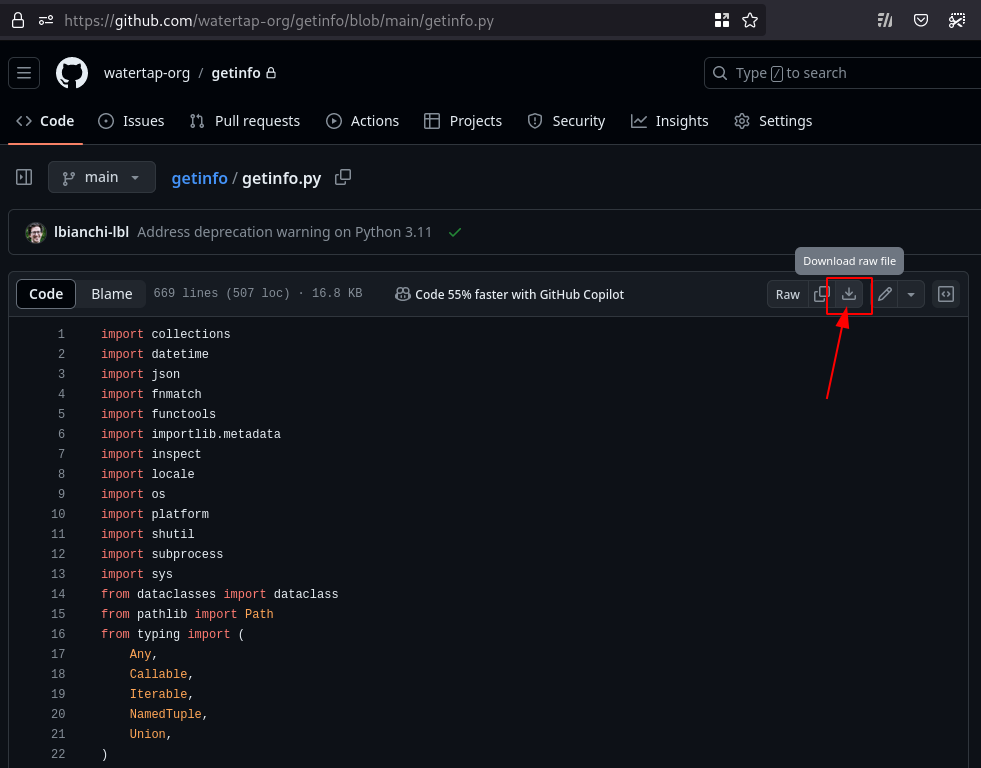 https://github.com/watertap-org/getinfo/blob/main/getinfo.py
watertap-org / getinfo
Type / to search
Code Issues Pull requests Actions Projects Security Insights Settings
main getinfo / getinfo.py
lbianchi-lbl Address deprecation warning on Python 3.11
Download raw file
Code Blame 669 lines (507 loc) · 16.8 KB Code 55% faster with GitHub Copilot Raw
1 import collections
2 import datetime
3 import json
4 import fnmatch
5 import functools
6 import importlib.metadata
7 import inspect
8 import locale
9 import os
10 import platform
11 import shutil
12 import subprocess
13 import sys
14 from dataclasses import dataclass
15 from pathlib import Path
16 from typing import (
17 Any,
18 Callable,
19 Iterable,
20 NamedTuple,
21 Union,
22 )